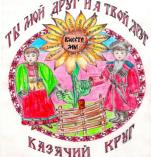 ТЫ МОЙ ДРУГ И Я ТВОЙ ДРУГ
ВМЕСТЕ
МЫ
КАЗАЧИЙ КРУГ